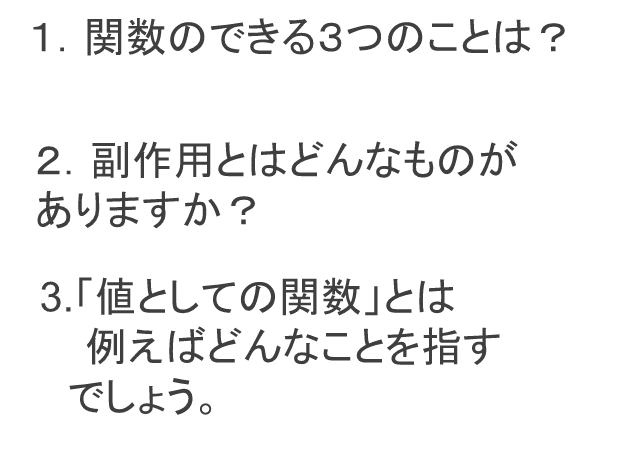 １．関数のできる３つのことは？
２．副作用とはどんなものが
ありますか？
3.「値としての関数」とは
例えばどんなことを指す
でしょう。